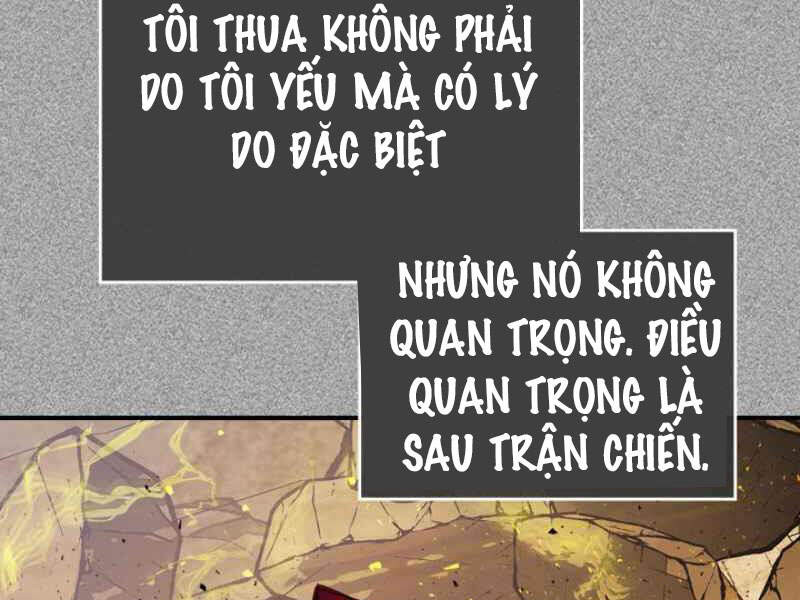 TÔI THUA KHÔNG PHẢI
DO TÔI YẾU MÀ CÓ LÝ
DO ĐẶC BIỆT
NHƯNG NÓ KHÔNG
QUAN TRỌNG. ĐIỀU
QUAN TRỌNG LÀ
SAU TRẬN CHIẾN.